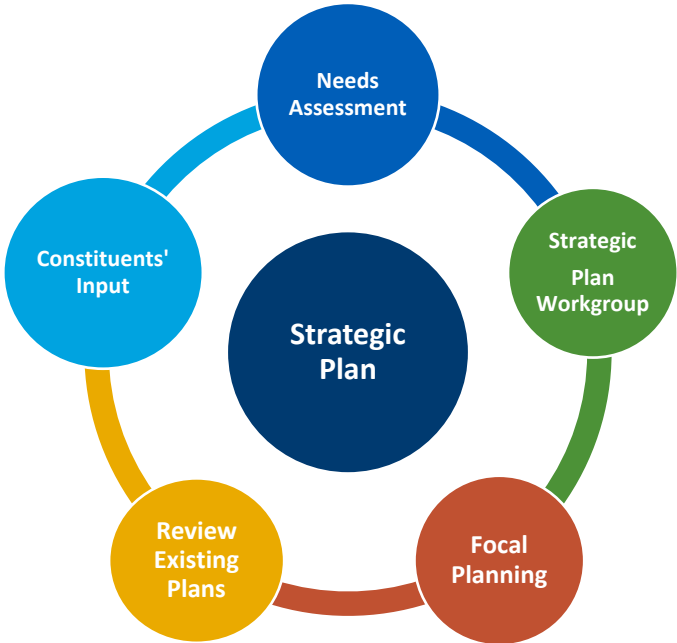 Needs
Assessment
Strategic
Plan
Workgroup
Focal
Planning
Review
Existing
Plans
Constituents'
Input
Strategic
Plan